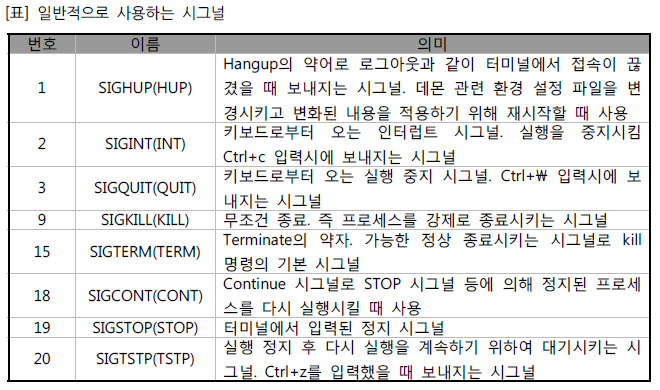 [표] 일반적으로 사용하는 시그널
번호 이름 의미
1 SIGHUP(HUP) Hangup의 약어로 로그아웃과 같이 터미널에서 접속이 끊
겼을 때 보내지는 시그널. 데몬 관련 환경 설정 파일을 변
경시키고 변화된 내용을 적용하기 위해 재시작할 때 사용
2 SIGINT(INT) 키보드로부터 오는 인터럽트 시그널. 실행을 중지시킴
Ctrl+c 입력시에 보내지는 시그널
3 SIGQUIT(QUIT) 키보드로부터 오는 실행 중지 시그널. Ctrl+₩ 입력시에 보
내지는 시그널
9 SIGKILL(KILL) 무조건 종료. 즉 프로세스를 강제로 종료시키는 시그널
15 SIGTERM(TERM) Terminate의 약자. 가능한 정상 종료시키는 시그널로 kill
명령의 기본 시그널
18 SIGCONT(CONT) Continue 시그널로 STOP 시그널 등에 의해 정지된 프로세
스를 다시 실행시킬 때 사용
19 SIGSTOP(STOP) 터미널에서 입력된 정지 시그널
20 SIGTSTP(TSTP) 실행 정지 후 다시 실행을 계속하기 위하여 대기시키는 시
그널. Ctrl+z를 입력했을 때 보내지는 시그널